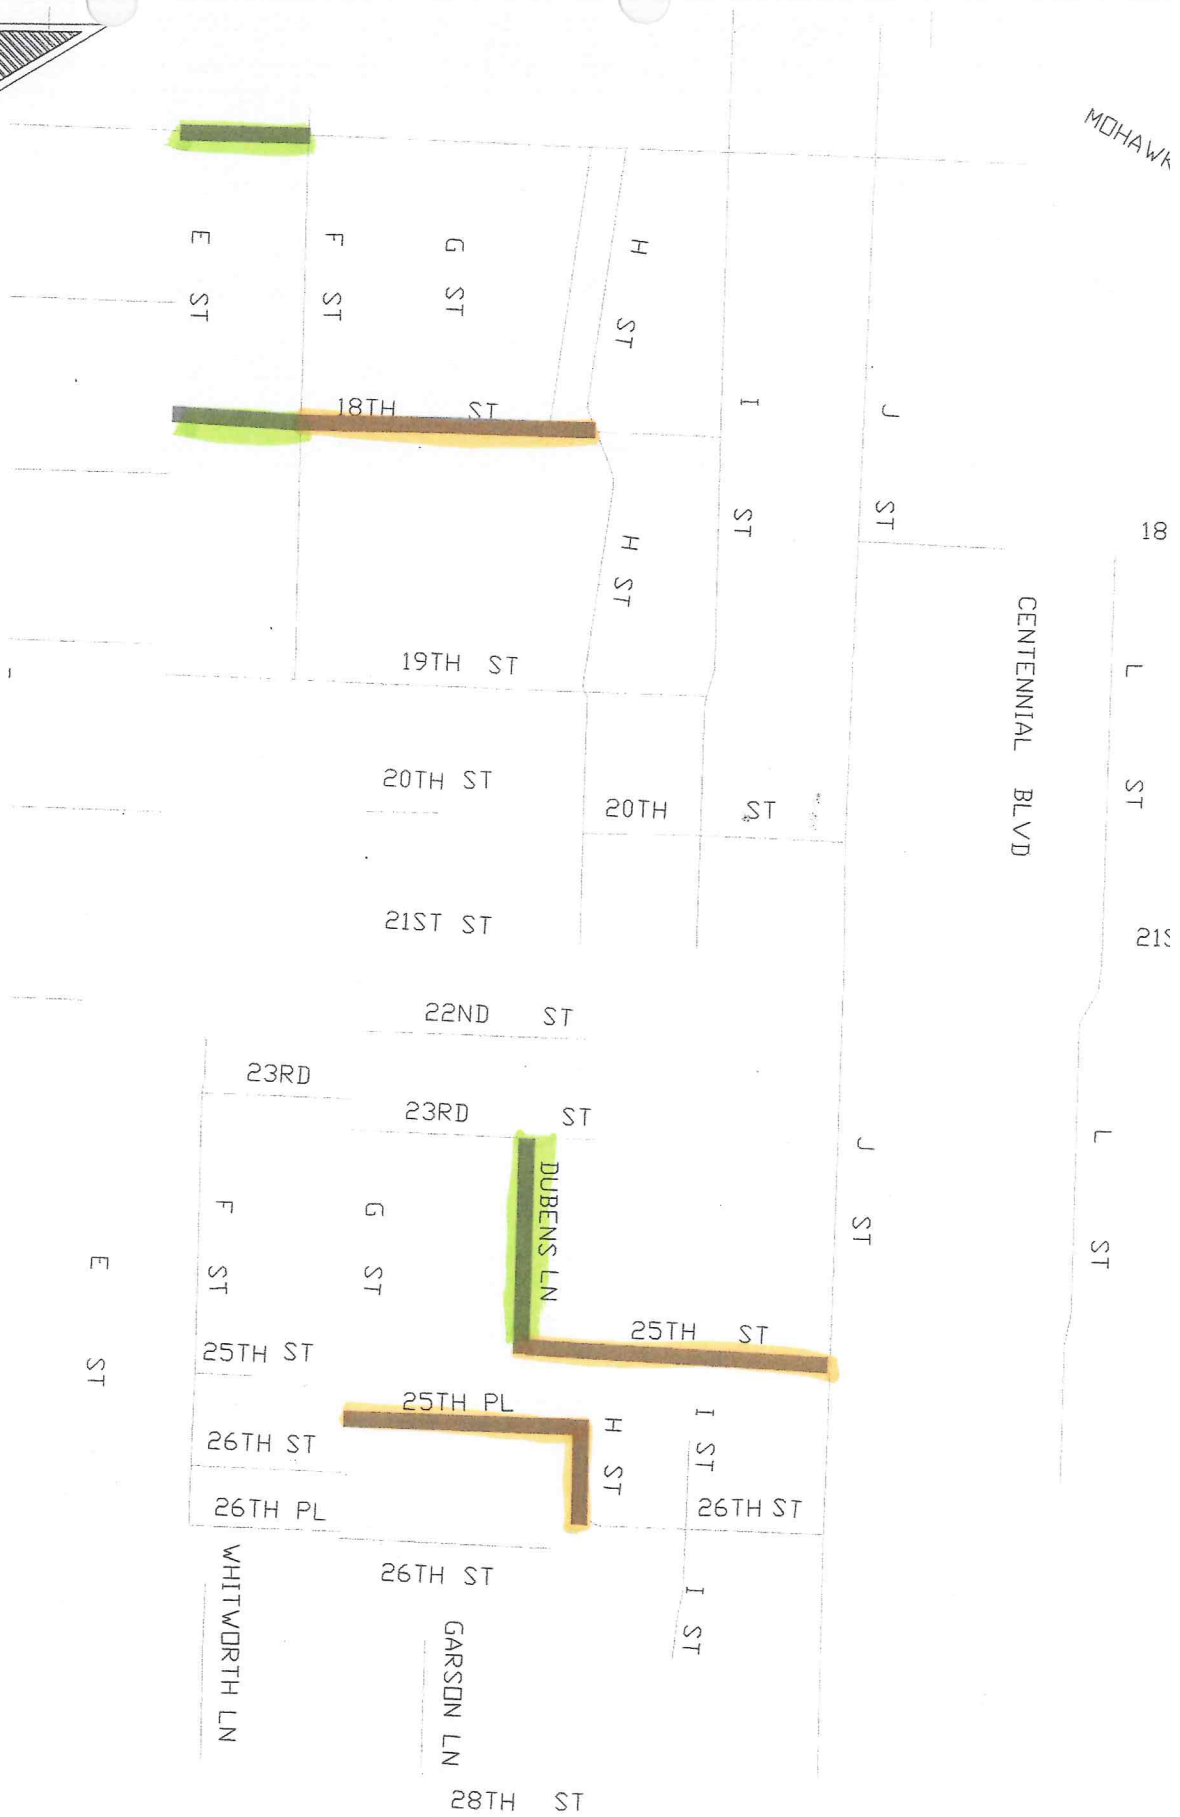 MOHAWK
E ST
F ST
G ST
H ST
I ST
J ST
18TH ST
18
H ST
CENTENNIAL BLVD
L ST
19TH ST
20TH ST
20TH ST
21ST ST
21S
22ND ST
23RD
23RD ST
DUBENS LN
J ST
L ST
F ST
G ST
E ST
25TH ST
25TH ST
25TH PL
H ST
I ST
26TH ST
26TH ST
26TH PL
26TH ST
I ST
WHITWORTH LN
GARSON LN
28TH ST